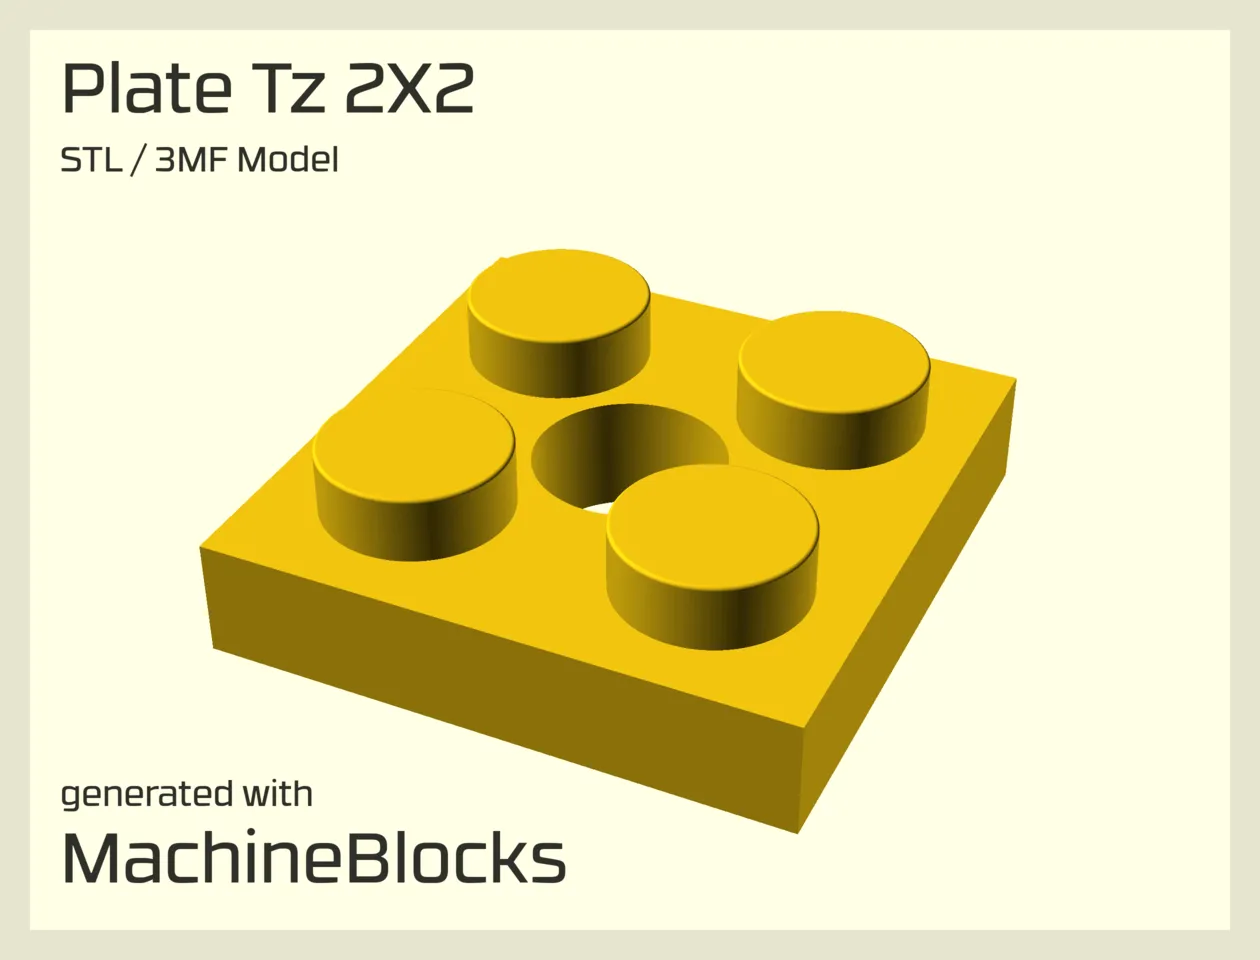 Plate Tz 2X2
STL / 3MF Model
generated with
MachineBlocks